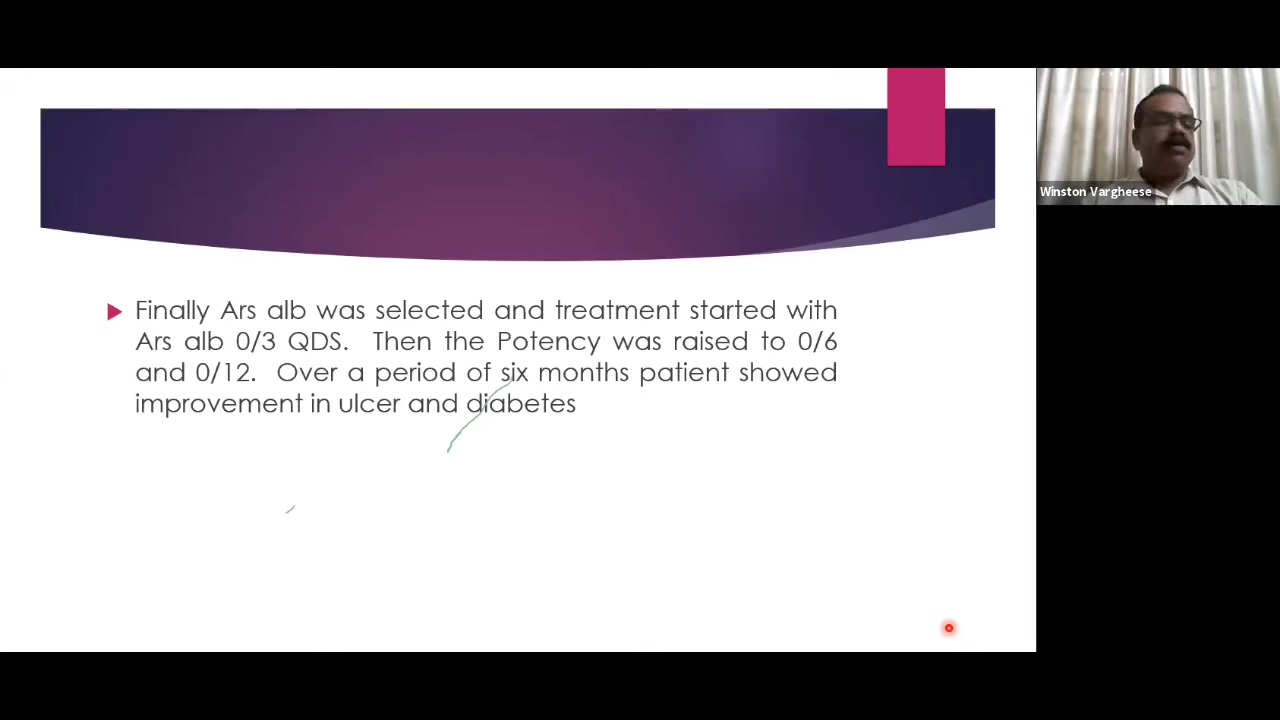 Finally Ars alb was selected and treatment started with
Ars alb 0/3 QDS. Then the Potency was raised to 0/6
and 0/12. Over a period of six months patient showed
improvement in ulcer and diabetes
Winston Vargheese